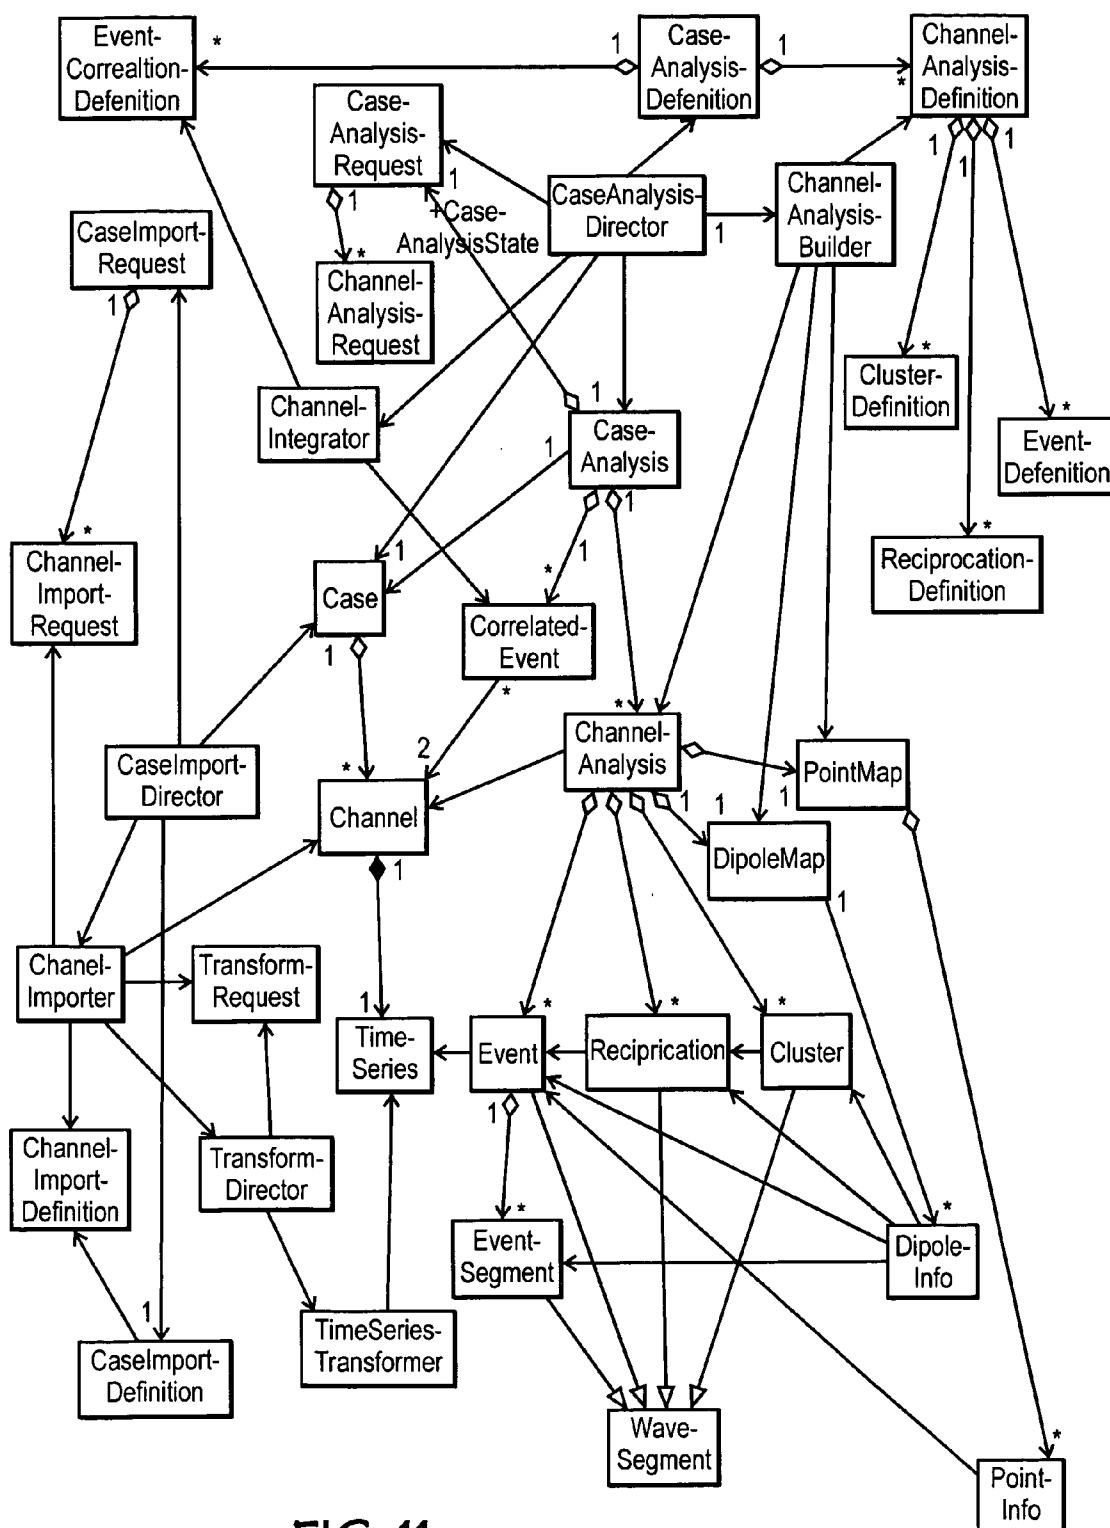 Event-
Correaltion-
Defenition
*
1
Case-
Analysis-
Defenition
1
*
Channel-
Analysis-
Definition
1
1
1
Case-
Analysis-
Request
1
1
*
+Case-
AnalysisState
CaseAnalysis-
Director
1
Channel-
Analysis-
Builder
CaseImport-
Request
1
Channel-
Analysis-
Request
*
Cluster-
Definition
*
Event-
Defenition
Channel-
Integrator
1
Case-
Analysis
1
1
1
*
*
Channel-
Import-
Request
*
Reciprocation-
Definition
1
Case
1
Correlated-
Event
*
2
*
Channel-
Analysis
1
PointMap
CaseImport-
Director
*
Channel
1
1
1
DipoleMap
1
Chanel-
Importer
Transform-
Request
1
Time-
Series
*
Event
*
Reciprication
*
Cluster
1
Channel-
Import-
Definition
Transform-
Director
*
Event-
Segment
*
Dipole-
Info
1
CaseImport-
Definition
TimeSeries-
Transformer
Wave-
Segment
*
Point-
Info
FIG. 11